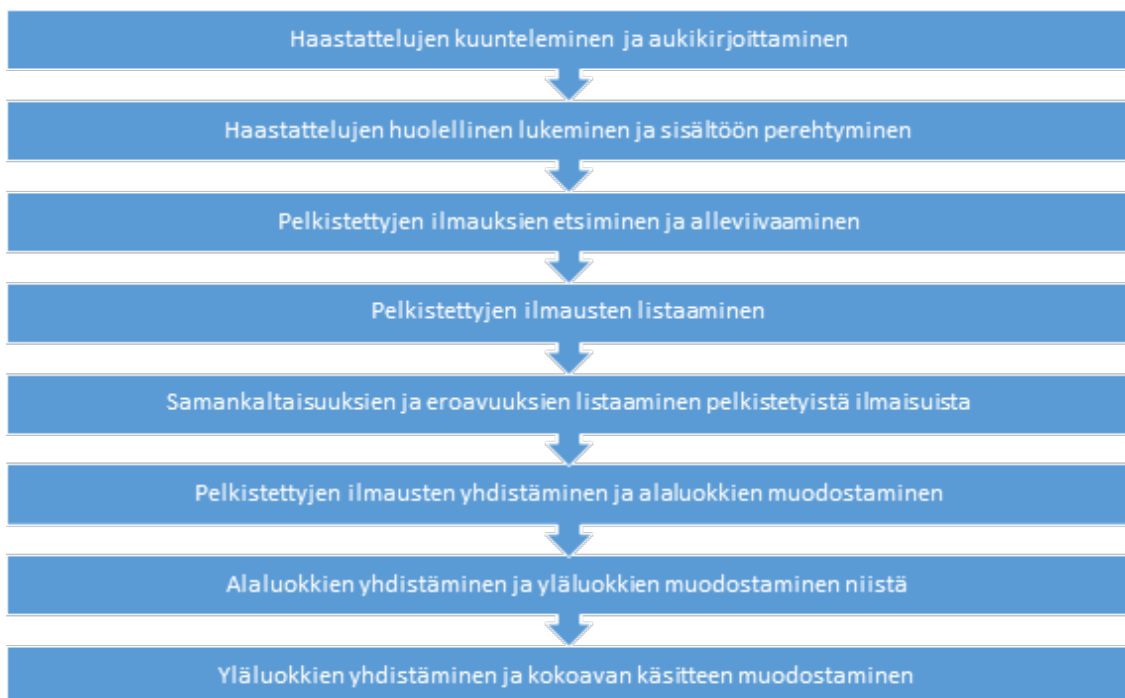 Haastattelujen kuunteleminen ja aukikirjoittaminen
Haastattelujen huolellinen lukeminen ja sisältöön perehtyminen
Pelkistettyjen ilmauksien etsiminen ja alleviivaaminen
Pelkistettyjen ilmausten listaaminen
Samankaltaisuuksien ja eroavuuksien listaaminen pelkistetyistä ilmaisuista
Pelkistettyjen ilmausten yhdistäminen ja alaluokkien muodostaminen
Alaluokkien yhdistäminen ja yläluokkien muodostaminen niistä
Yläluokkien yhdistäminen ja kokoavan käsitteen muodostaminen